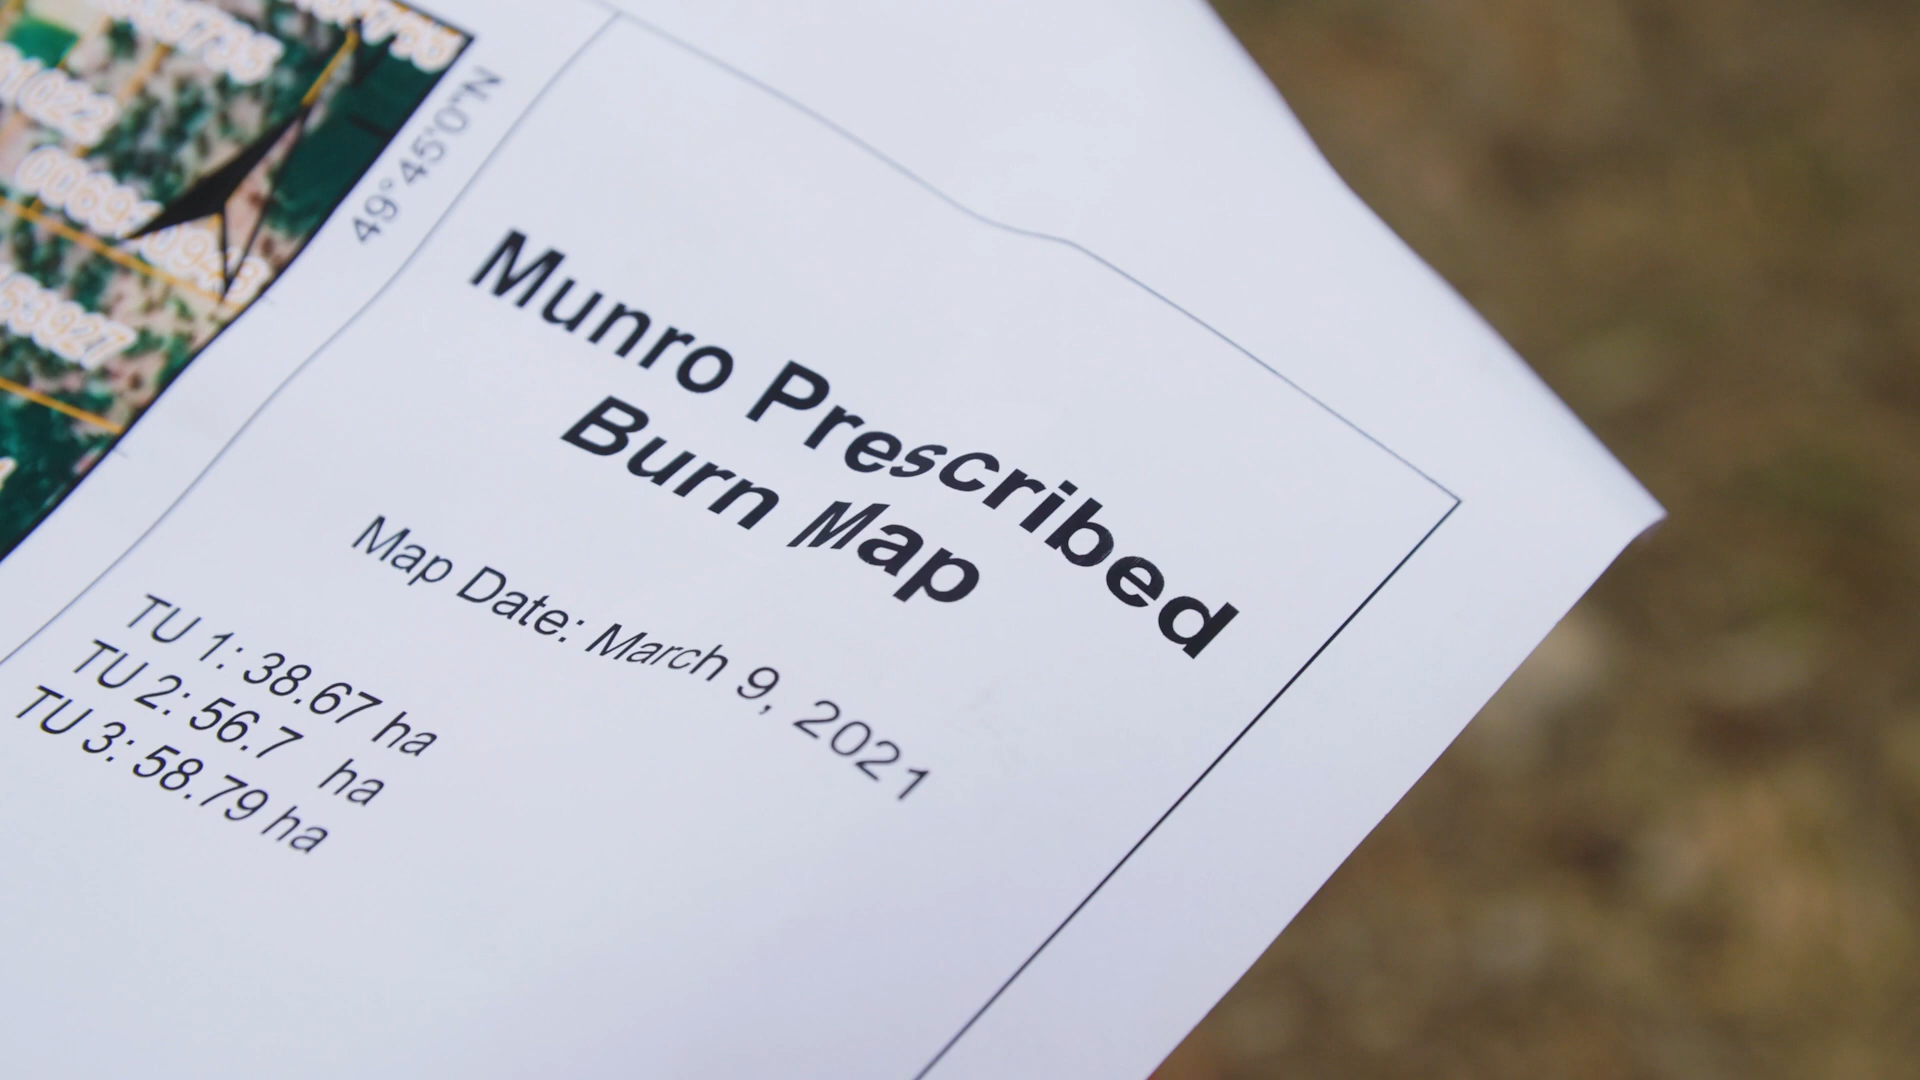 49°45'0"N
Munro Prescribed
Burn Map
Map Date: March 9, 2021
TU 1: 38.67 ha
TU 2: 56.7 ha
TU 3: 58.79 ha